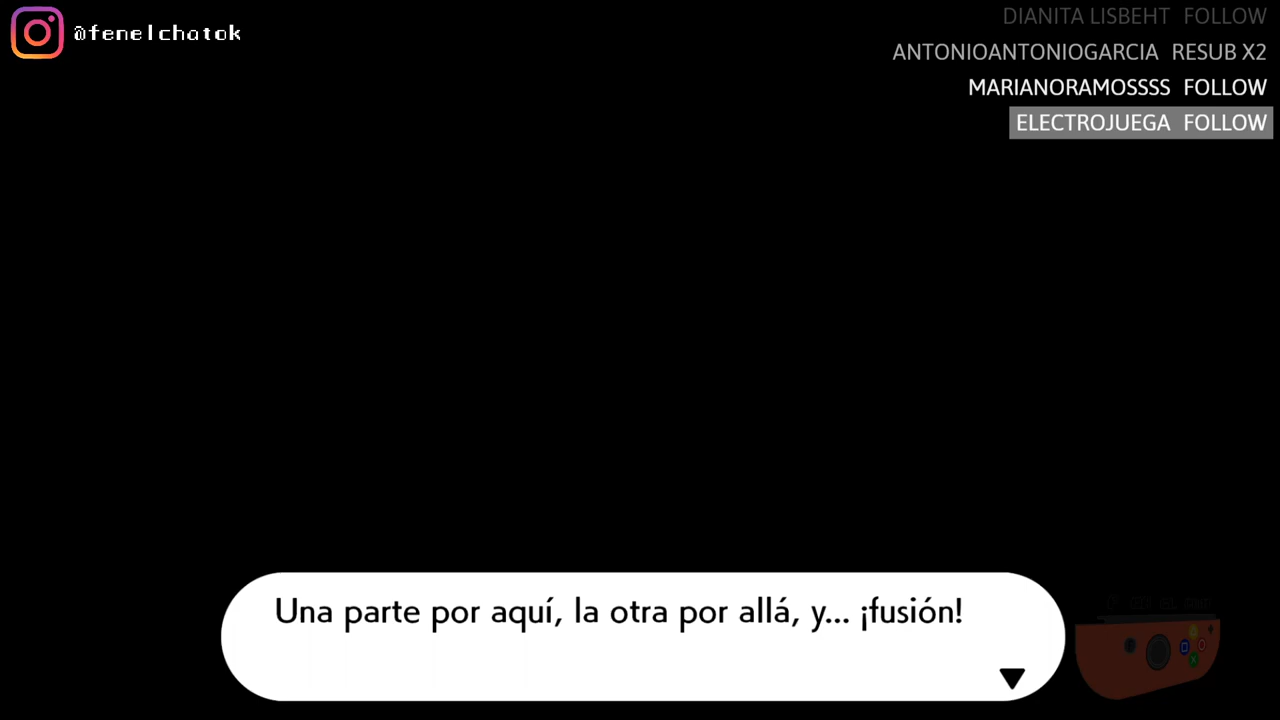 @fenelchatok
DIANITA LISBEHT FOLLOW
ANTONIOANTONIOGARCIA RESUB X2
MARIANORAMOSSSS FOLLOW
ELECTROJUEGA FOLLOW
Una parte por aquí, la otra por allá, y... ¡fusión!